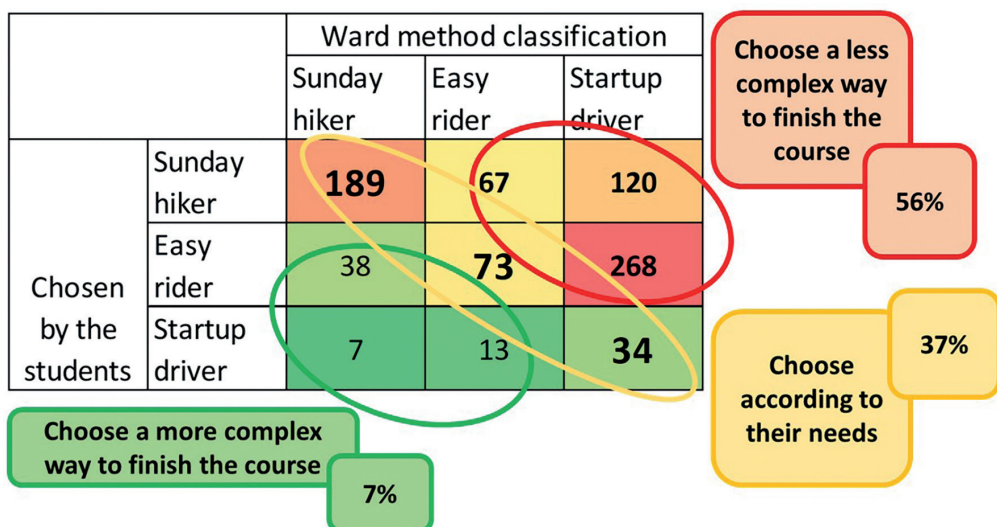 Ward method classification
Sunday hiker
Easy rider
Startup driver
Chosen by the students
Sunday hiker
189
67
120
Easy rider
38
73
268
Startup driver
7
13
34
Choose a less
complex way
to finish the
course
56%
Choose
according to
their needs
37%
Choose a more complex
way to finish the course
7%